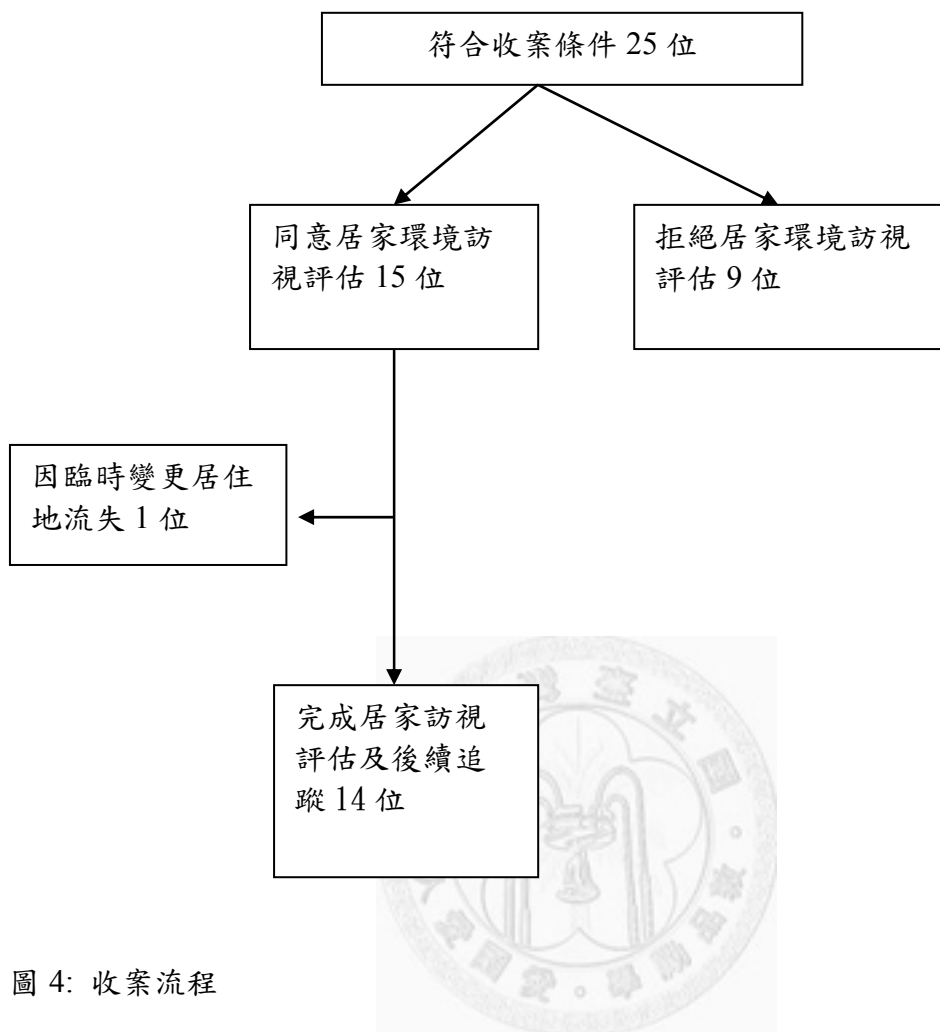 符合收案條件 25 位
同意居家環境訪
視評估 15 位
拒絕居家環境訪視
評估 9 位
因臨時變更居住
地流失 1 位
完成居家訪視
評估及後續追
蹤 14 位
圖 4: 收案流程